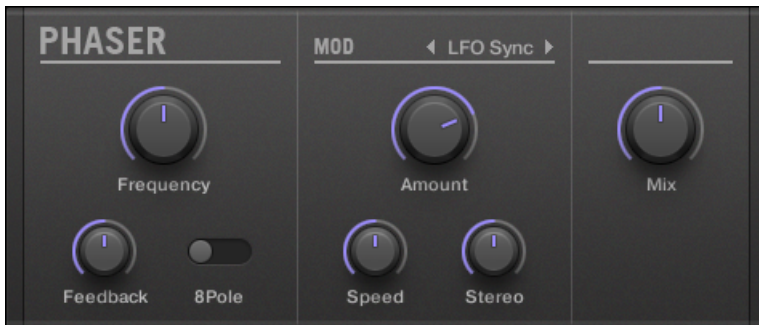 PHASER
MOD
LFO Sync
Frequency
Amount
Mix
Feedback
8Pole
Speed
Stereo